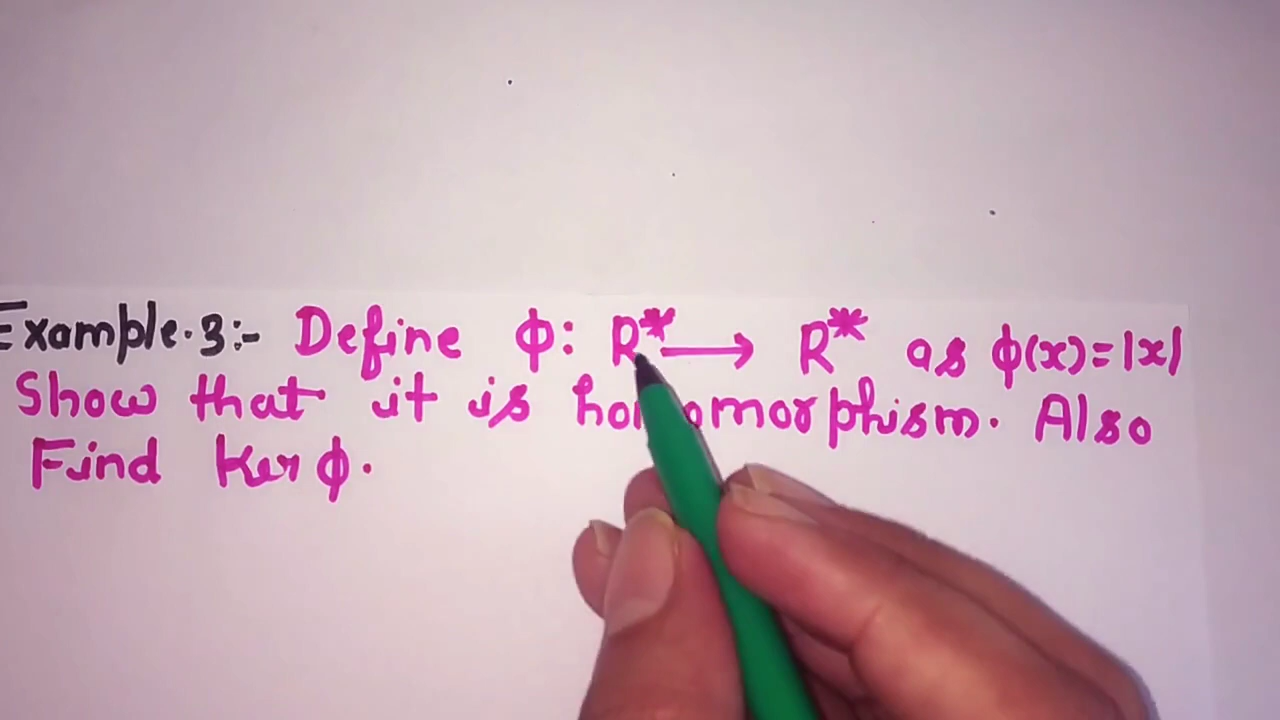 Example.3:- Define ϕ: R* → R* as ϕ(x)=|x|
Show that it is homomorphism. Also
Find Ker ϕ.